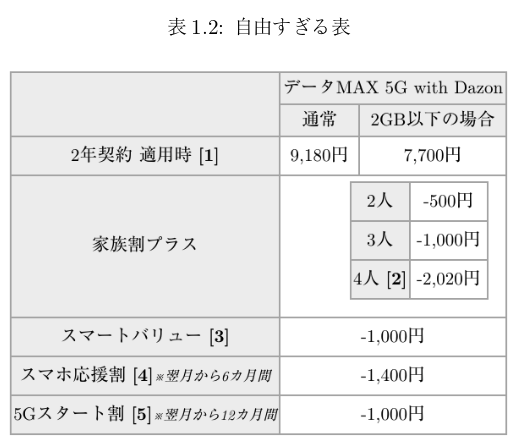 表 1.2: 自由すぎる表
データMAX 5G with Dazon
通常 2GB以下の場合
2年契約 適用時 [1] 9,180円 7,700円
家族割プラス
2人 -500円
3人 -1,000円
4人 [2] -2,020円
スマートバリュー [3] -1,000円
スマホ応援割 [4] ※翌月から6カ月間 -1,400円
5Gスタート割 [5] ※翌月から12カ月間 -1,000円